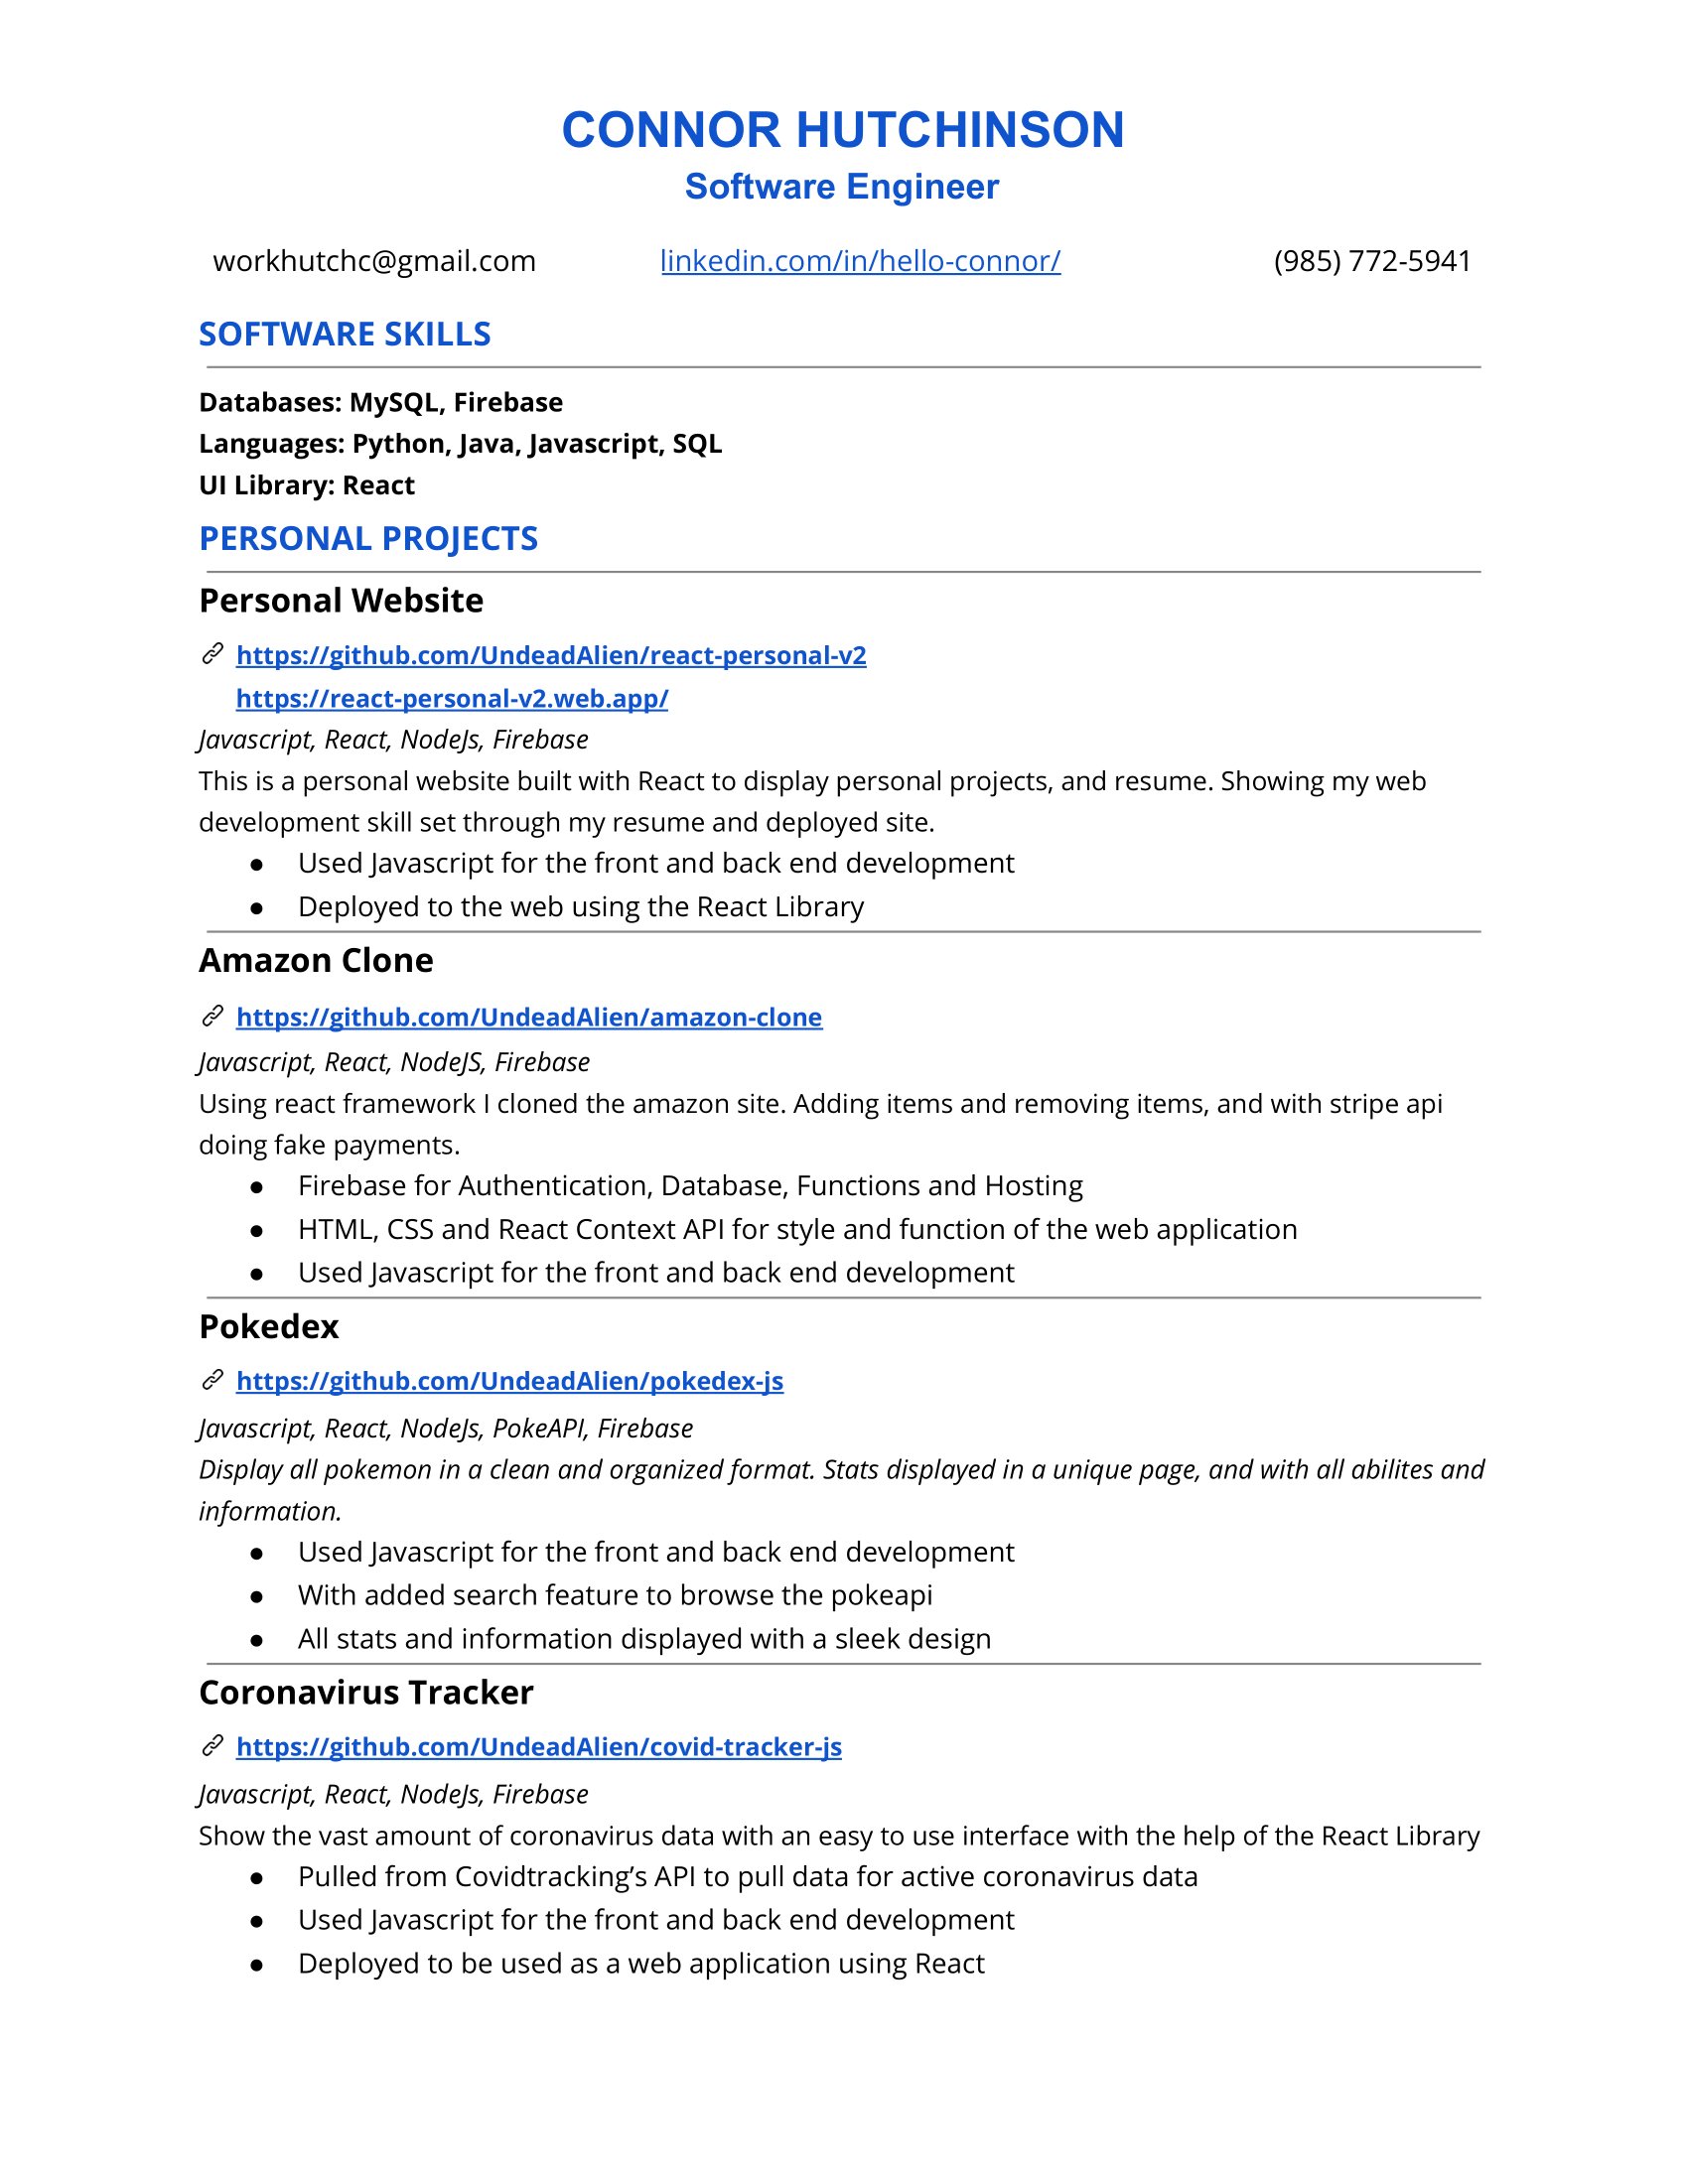 CONNOR HUTCHINSON
Software Engineer
workhutchc@gmail.com linkedin.com/in/hello-connor/ (985) 772-5941
SOFTWARE SKILLS
Databases: MySQL, Firebase
Languages: Python, Java, Javascript, SQL
UI Library: React
PERSONAL PROJECTS
Personal Website
https://github.com/UndeadAlien/react-personal-v2
https://react-personal-v2.web.app/
Javascript, React, NodeJs, Firebase
This is a personal website built with React to display personal projects, and resume. Showing my web
development skill set through my resume and deployed site.
● Used Javascript for the front and back end development
● Deployed to the web using the React Library
Amazon Clone
https://github.com/UndeadAlien/amazon-clone
Javascript, React, NodeJS, Firebase
Using react framework I cloned the amazon site. Adding items and removing items, and with stripe api
doing fake payments.
● Firebase for Authentication, Database, Functions and Hosting
● HTML, CSS and React Context API for style and function of the web application
● Used Javascript for the front and back end development
Pokedex
https://github.com/UndeadAlien/pokedex-js
Javascript, React, NodeJs, PokeAPI, Firebase
Display all pokemon in a clean and organized format. Stats displayed in a unique page, and with all abilites and
information.
● Used Javascript for the front and back end development
● With added search feature to browse the pokeapi
● All stats and information displayed with a sleek design
Coronavirus Tracker
https://github.com/UndeadAlien/covid-tracker-js
Javascript, React, NodeJs, Firebase
Show the vast amount of coronavirus data with an easy to use interface with the help of the React Library
● Pulled from Covidtracking’s API to pull data for active coronavirus data
● Used Javascript for the front and back end development
● Deployed to be used as a web application using React